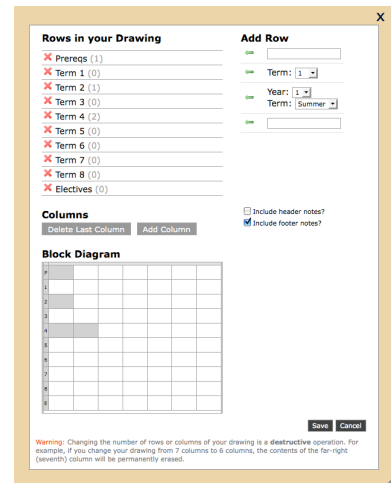 X
Rows in your Drawing
Prereqs (1)
Term 1 (0)
Term 2 (1)
Term 3 (0)
Term 4 (2)
Term 5 (0)
Term 6 (0)
Term 7 (0)
Term 8 (0)
Electives (0)
Add Row
Term: 1
Year: 1
Term: Summer
Columns
Delete Last Column Add Column
Include header notes?
Include footer notes?
Block Diagram
P
1
2
3
4
5
6
7
8
E
Save Cancel
Warning: Changing the number of rows or columns of your drawing is a destructive operation. For
example, if you change your drawing from 7 columns to 6 columns, the contents of the far-right
(seventh) column will be permanently erased.